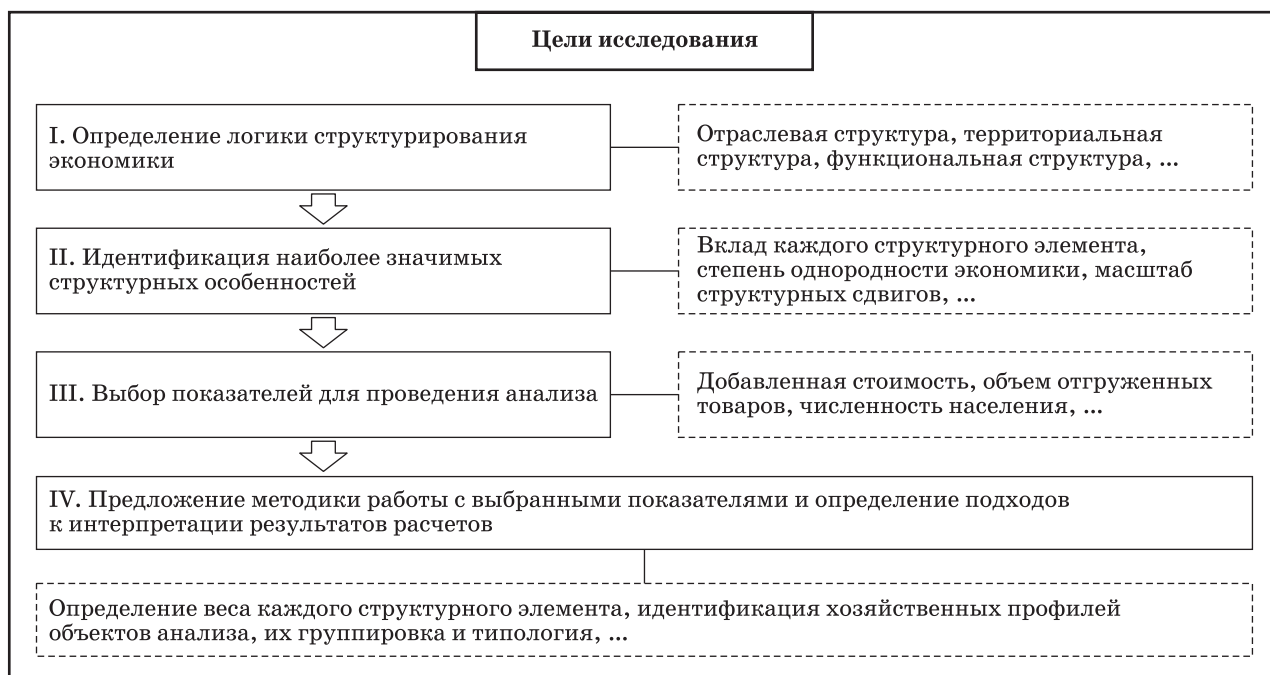 Цели исследования
I. Определение логики структурирования
экономики
Отраслевая структура, территориальная
структура, функциональная структура, ...
II. Идентификация наиболее значимых
структурных особенностей
Вклад каждого структурного элемента,
степень однородности экономики, масштаб
структурных сдвигов, ...
III. Выбор показателей для проведения анализа
Добавленная стоимость, объем отгруженных
товаров, численность населения, ...
IV. Предложение методики работы с выбранными показателями и определение подходов
к интерпретации результатов расчетов
Определение веса каждого структурного элемента, идентификация хозяйственных профилей
объектов анализа, их группировка и типология, ...